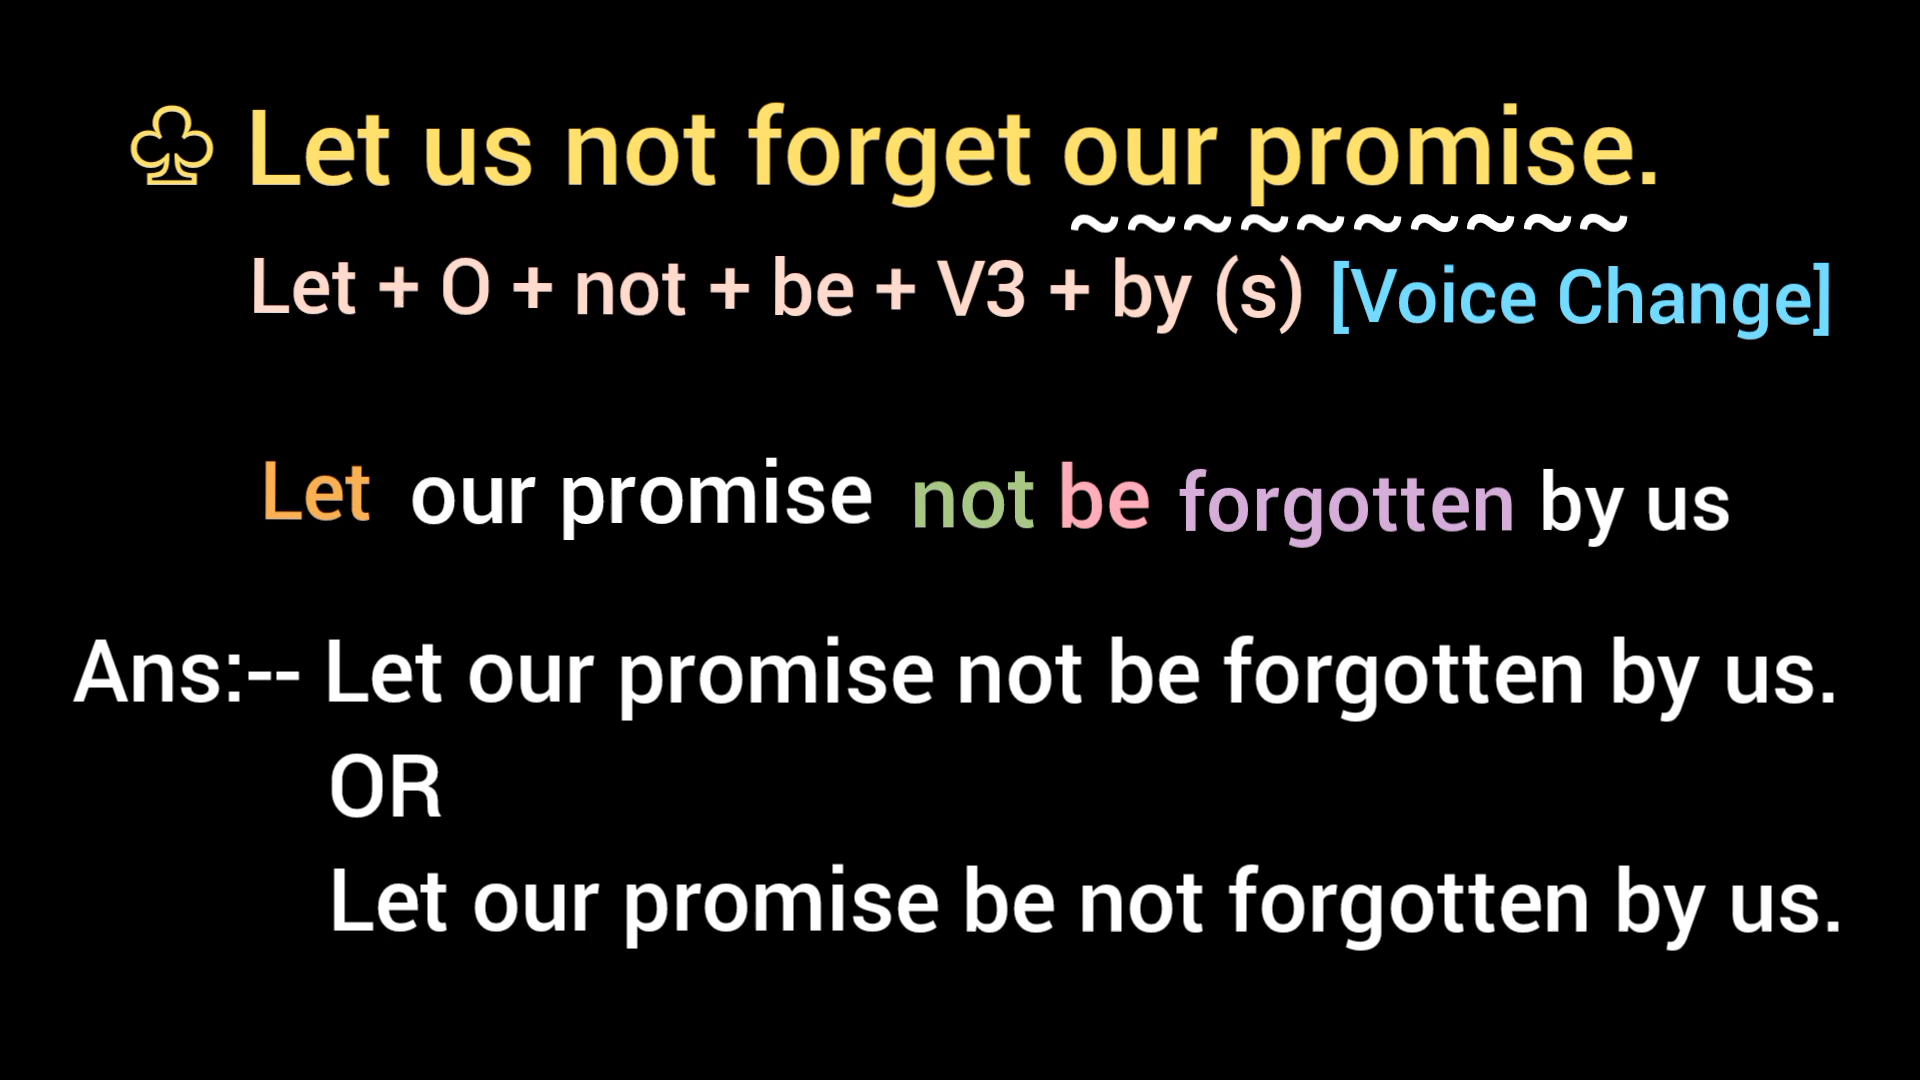 ♧ Let us not forget our promise.
~~~~~~~~~~
Let + O + not + be + V3 + by (s) [Voice Change]
Let our promise not be forgotten by us
Ans:-- Let our promise not be forgotten by us.
OR
Let our promise be not forgotten by us.